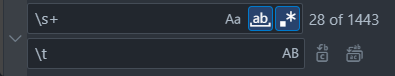 \s+ Aa ab .* 28 of 1443
\t AB